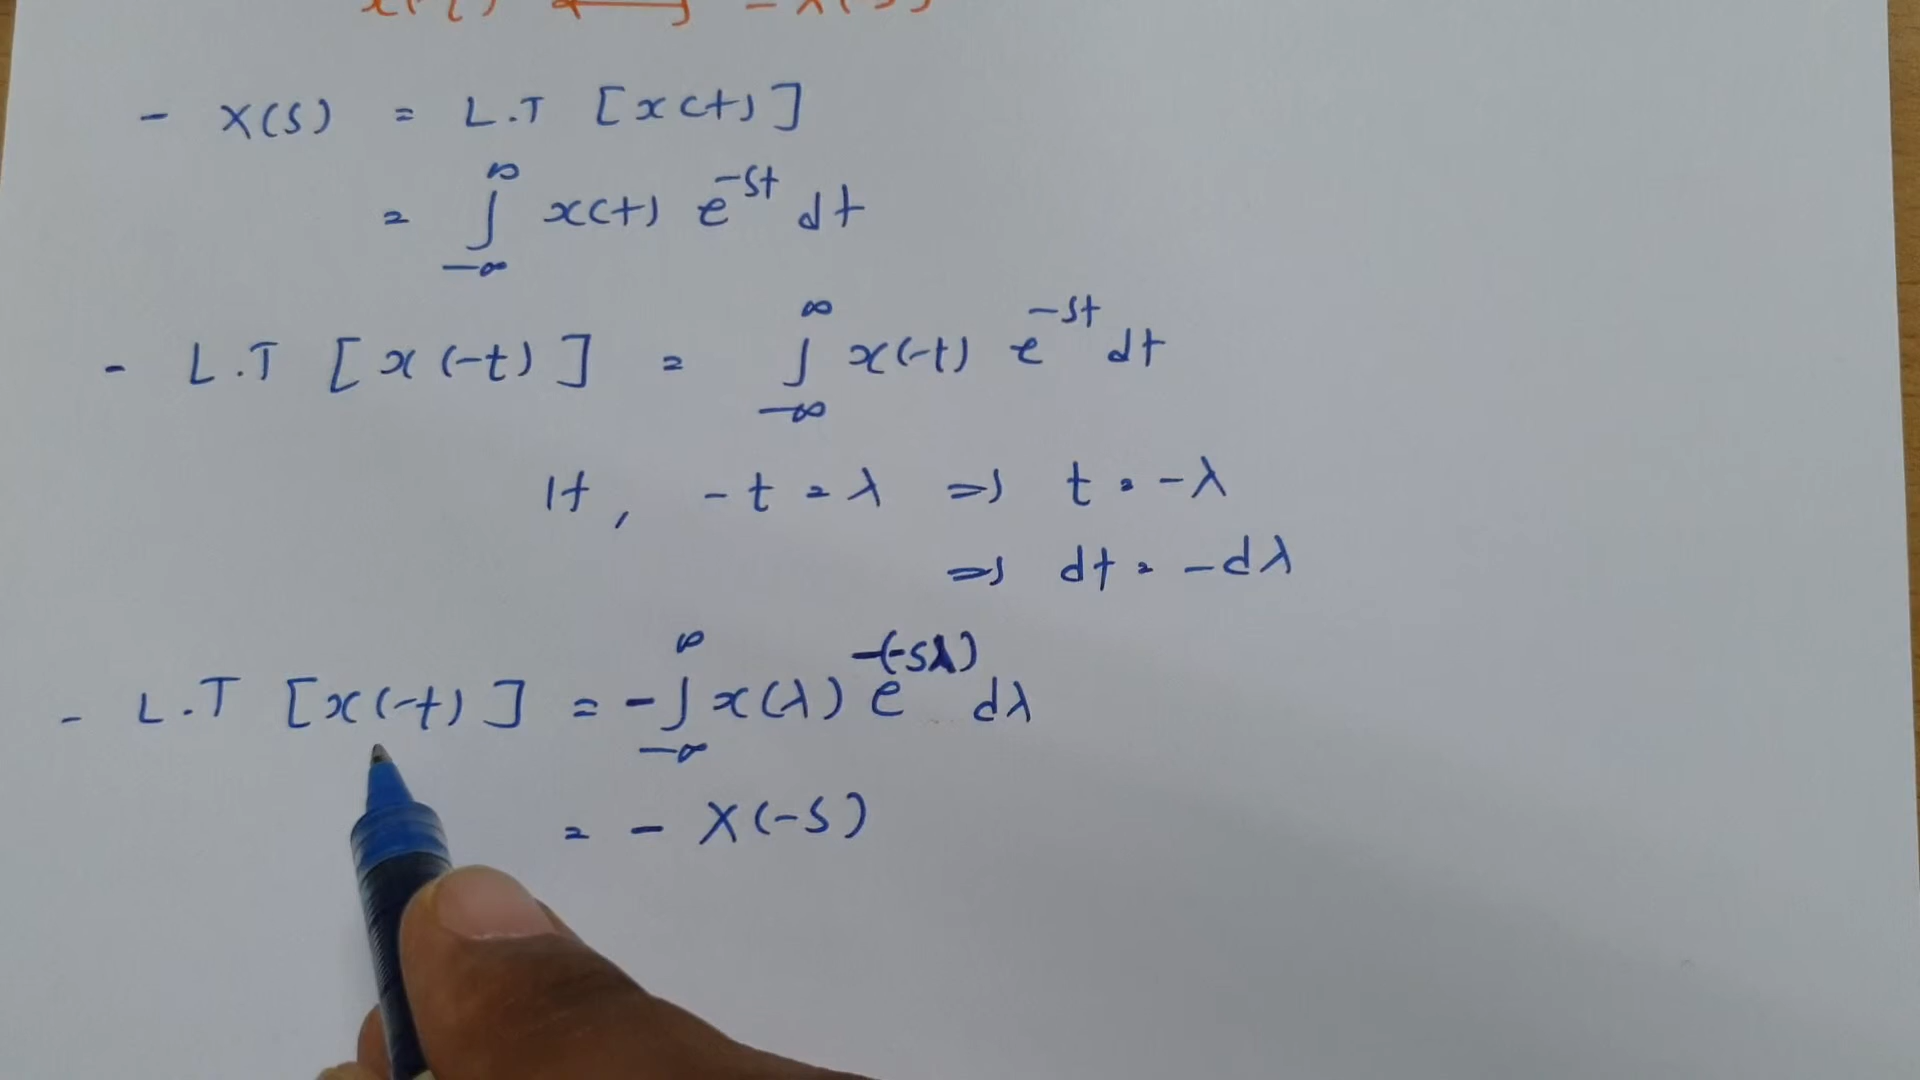 x(-t) ⟷ -X(-s)
- X(s) = L.T [x(t)]
= ∫_{-∞}^{∞} x(t) e^{-st} dt
- L.T [x(-t)] = ∫_{-∞}^{∞} x(-t) e^{-st} dt
If, -t = λ ⇒ t = -λ
⇒ dt = -dλ
- L.T [x(-t)] = -∫_{-∞}^{∞} x(λ) e^{-(-sλ)} dλ
= - X(-s)